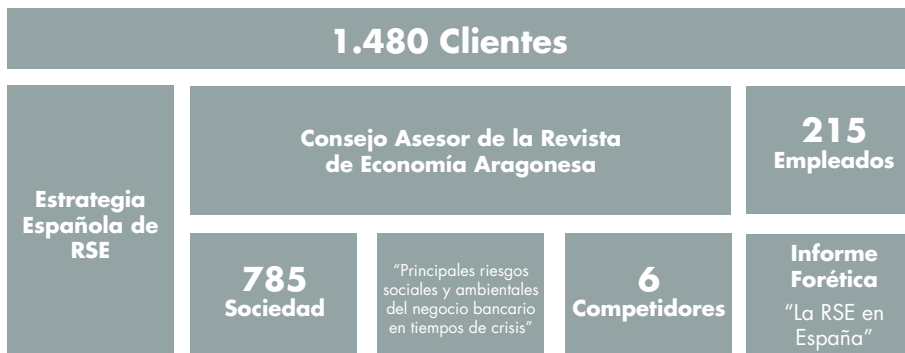 1.480 Clientes
Estrategia
Española de
RSE
Consejo Asesor de la Revista
de Economía Aragonesa
215
Empleados
785
Sociedad
“Principales riesgos
sociales y ambientales
del negocio bancario
en tiempos de crisis”
6
Competidores
Informe
Forética
“La RSE en
España”